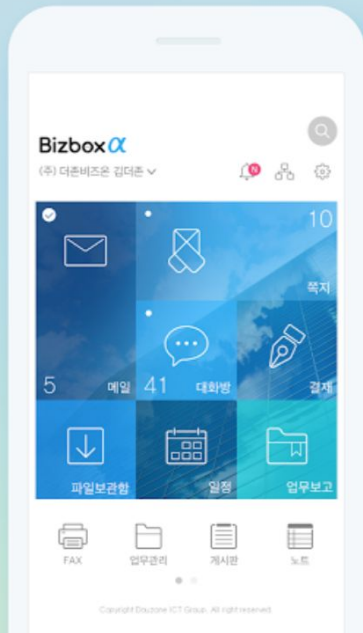 Bizbox α
(주) 더존비즈온 김더존
N
10
쪽지
5 메일
41 대화방
결재
파일보관함
일정
업무보고
FAX
업무관리
게시판
노트
Copyright Douzone ICT Group. All right reserved.